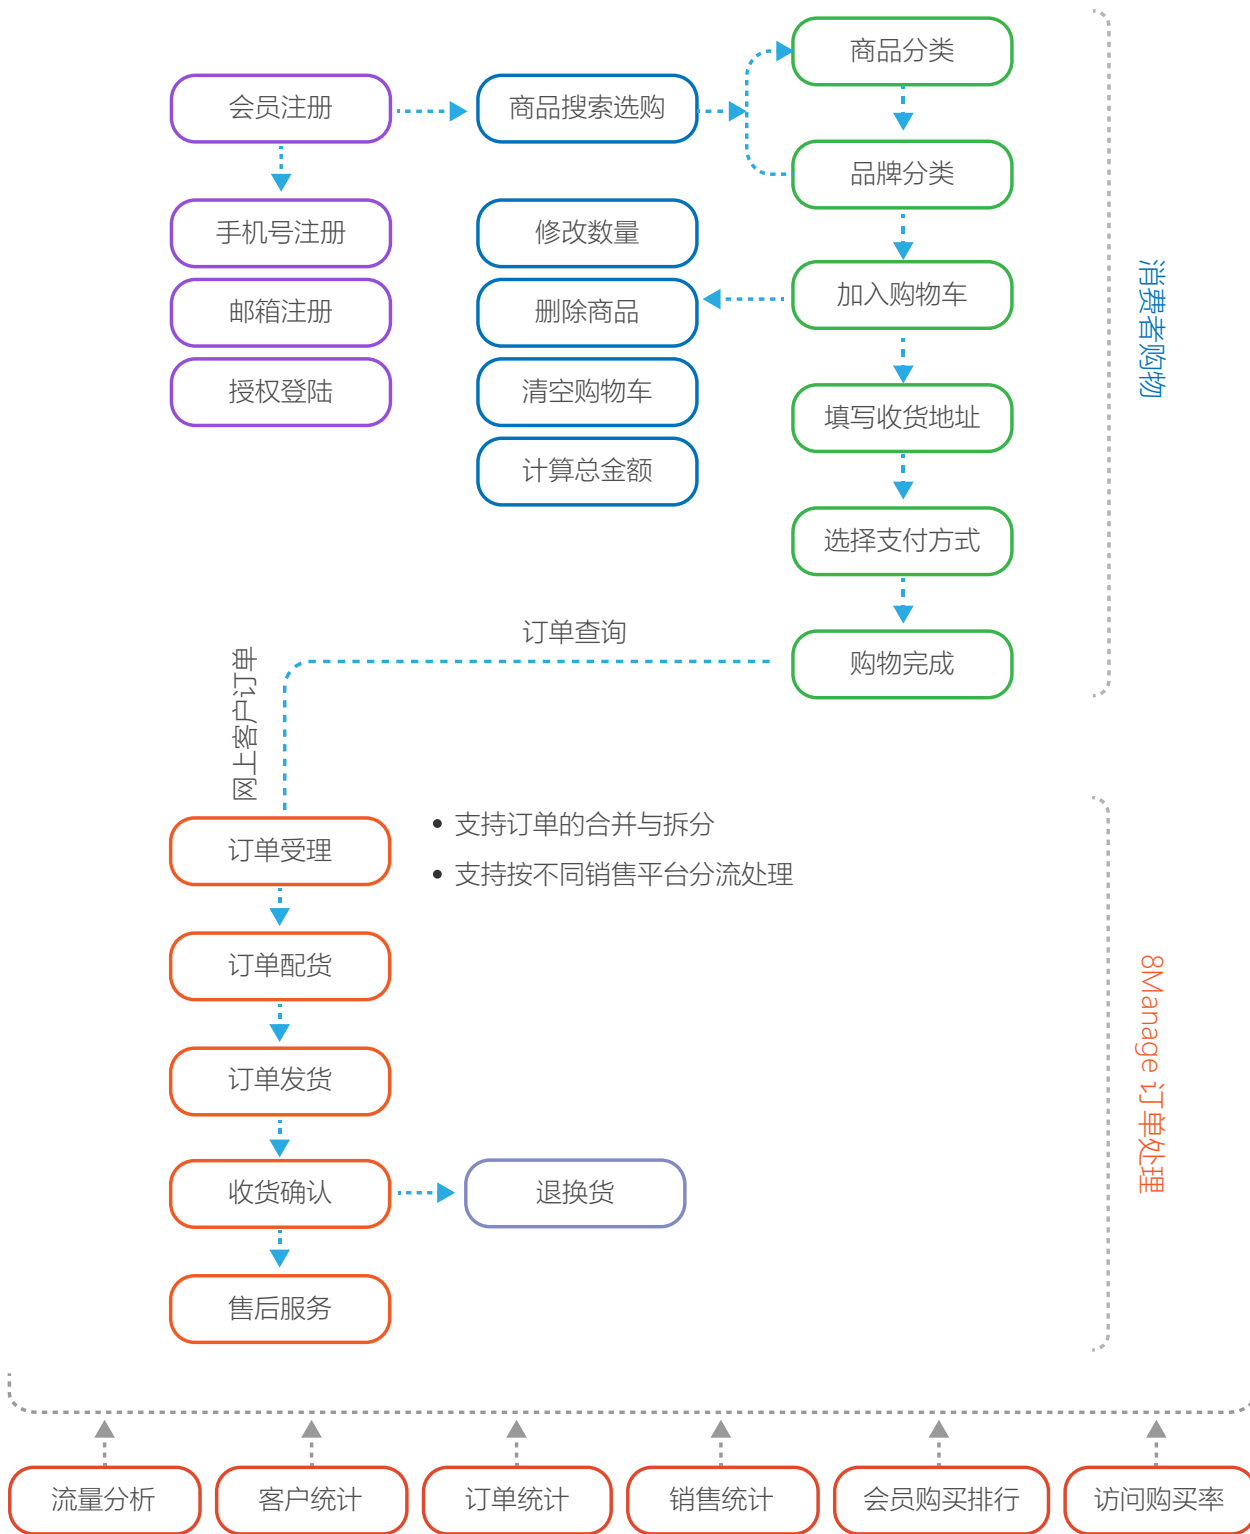 商品分类
会员注册
商品搜索选购
品牌分类
手机号注册
修改数量
加入购物车
邮箱注册
删除商品
授权登陆
清空购物车
填写收货地址
计算总金额
选择支付方式
购物完成
消费者购物
订单查询
网上客户订单
订单受理
支持订单的合并与拆分
支持按不同销售平台分流处理
订单配货
订单发货
收货确认
退换货
售后服务
8Manage 订单处理
流量分析
客户统计
订单统计
销售统计
会员购买排行
访问购买率